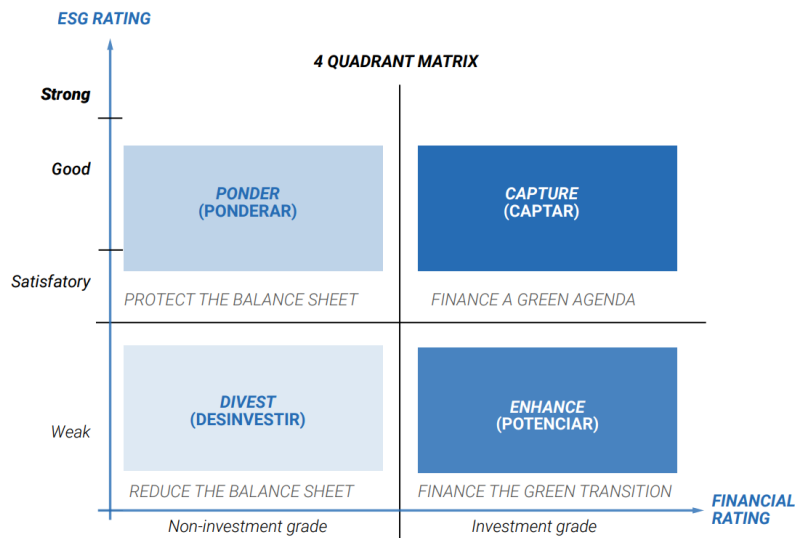 ESG RATING
4 QUADRANT MATRIX
Strong
Good
PONDER
(PONDERAR)
CAPTURE
(CAPTAR)
Satisfatory
PROTECT THE BALANCE SHEET
FINANCE A GREEN AGENDA
DIVEST
(DESINVESTIR)
ENHANCE
(POTENCIAR)
Weak
REDUCE THE BALANCE SHEET
FINANCE THE GREEN TRANSITION
FINANCIAL
RATING
Non-investment grade
Investment grade